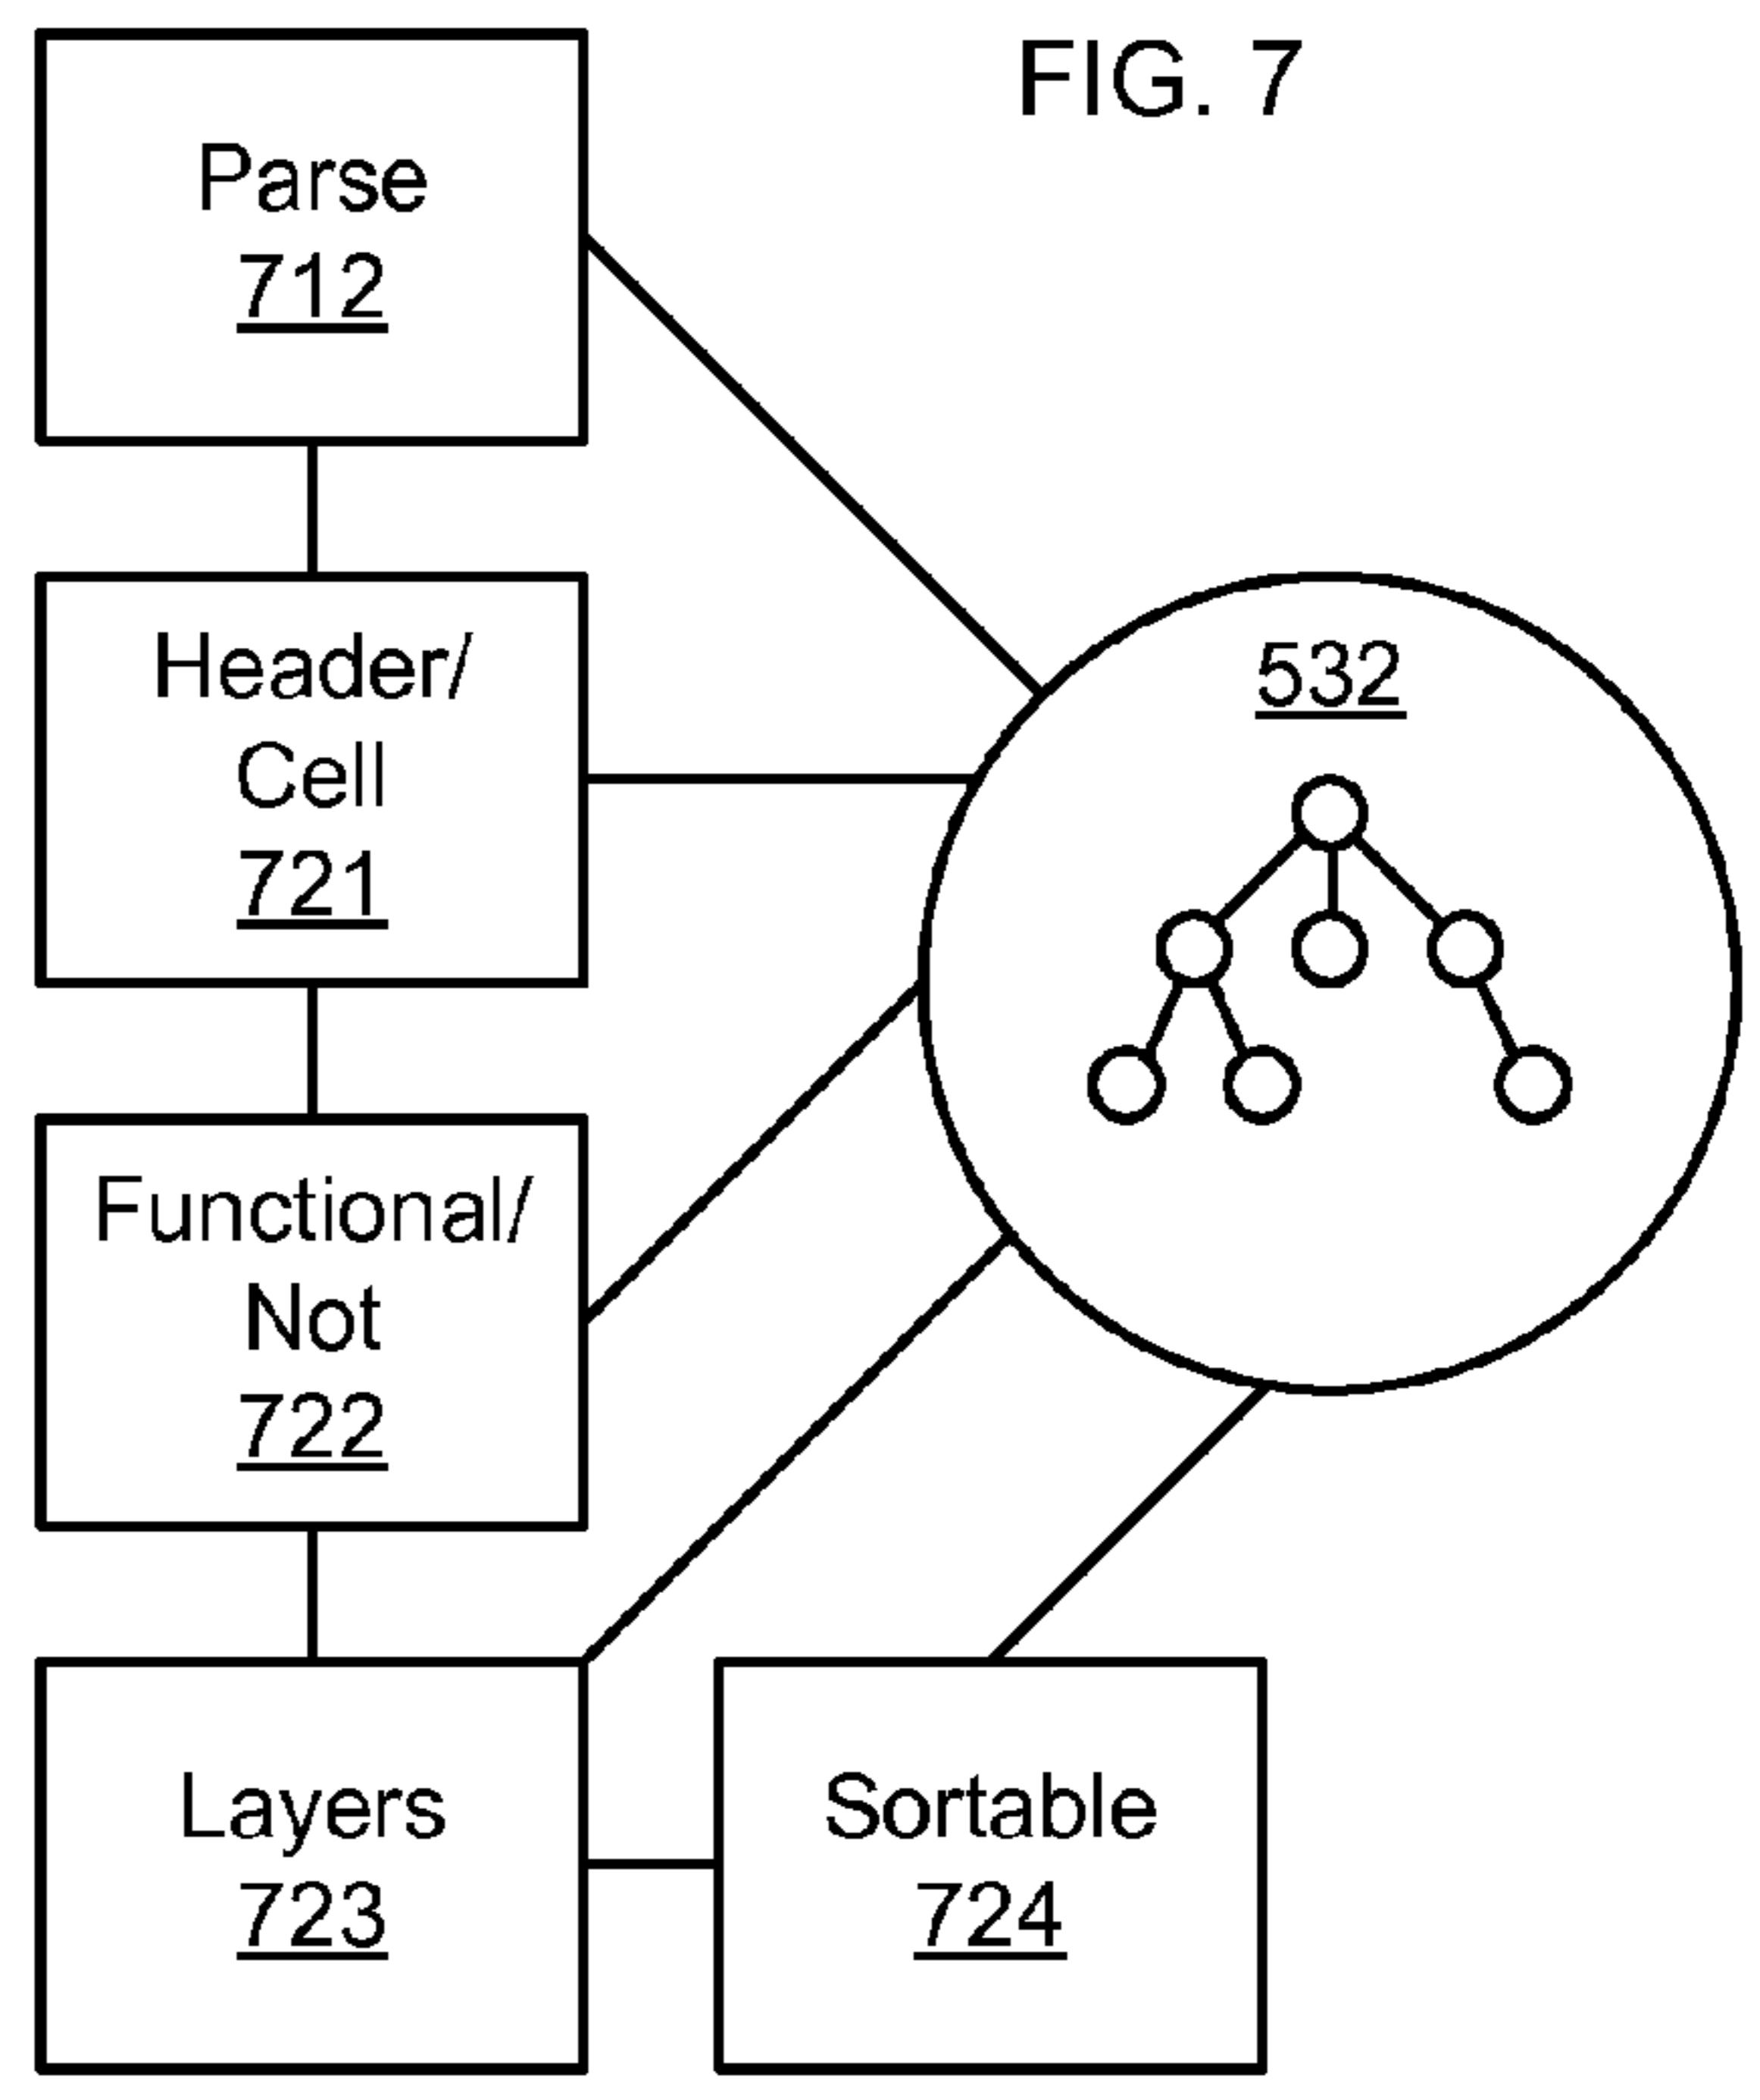 FIG. 7
Parse
712
Header/
Cell
721
532
Functional/
Not
722
Layers
723
Sortable
724